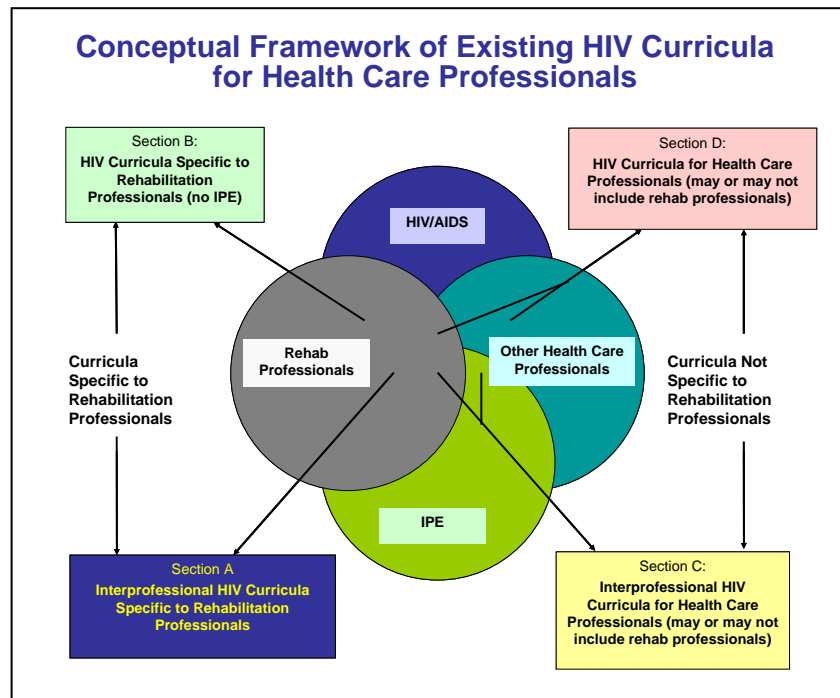 Conceptual Framework of Existing HIV Curricula
for Health Care Professionals
Section B:
HIV Curricula Specific to
Rehabilitation
Professionals (no IPE)
Section D:
HIV Curricula for Health Care
Professionals (may or may not
include rehab professionals)
HIV/AIDS
Rehab
Professionals
Other Health Care
Professionals
Curricula
Specific to
Rehabilitation
Professionals
Curricula Not
Specific to
Rehabilitation
Professionals
IPE
Section A
Interprofessional HIV Curricula
Specific to Rehabilitation
Professionals
Section C:
Interprofessional HIV
Curricula for Health Care
Professionals (may or may not
include rehab professionals)